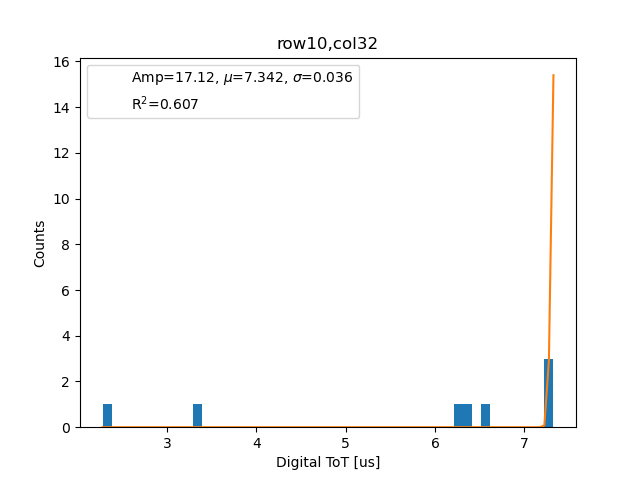 row10,col32
Amp=17.12, μ=7.342, σ=0.036
R²=0.607
16
14
12
10
8
6
4
2
0
Counts
3 4 5 6 7
Digital ToT [us]